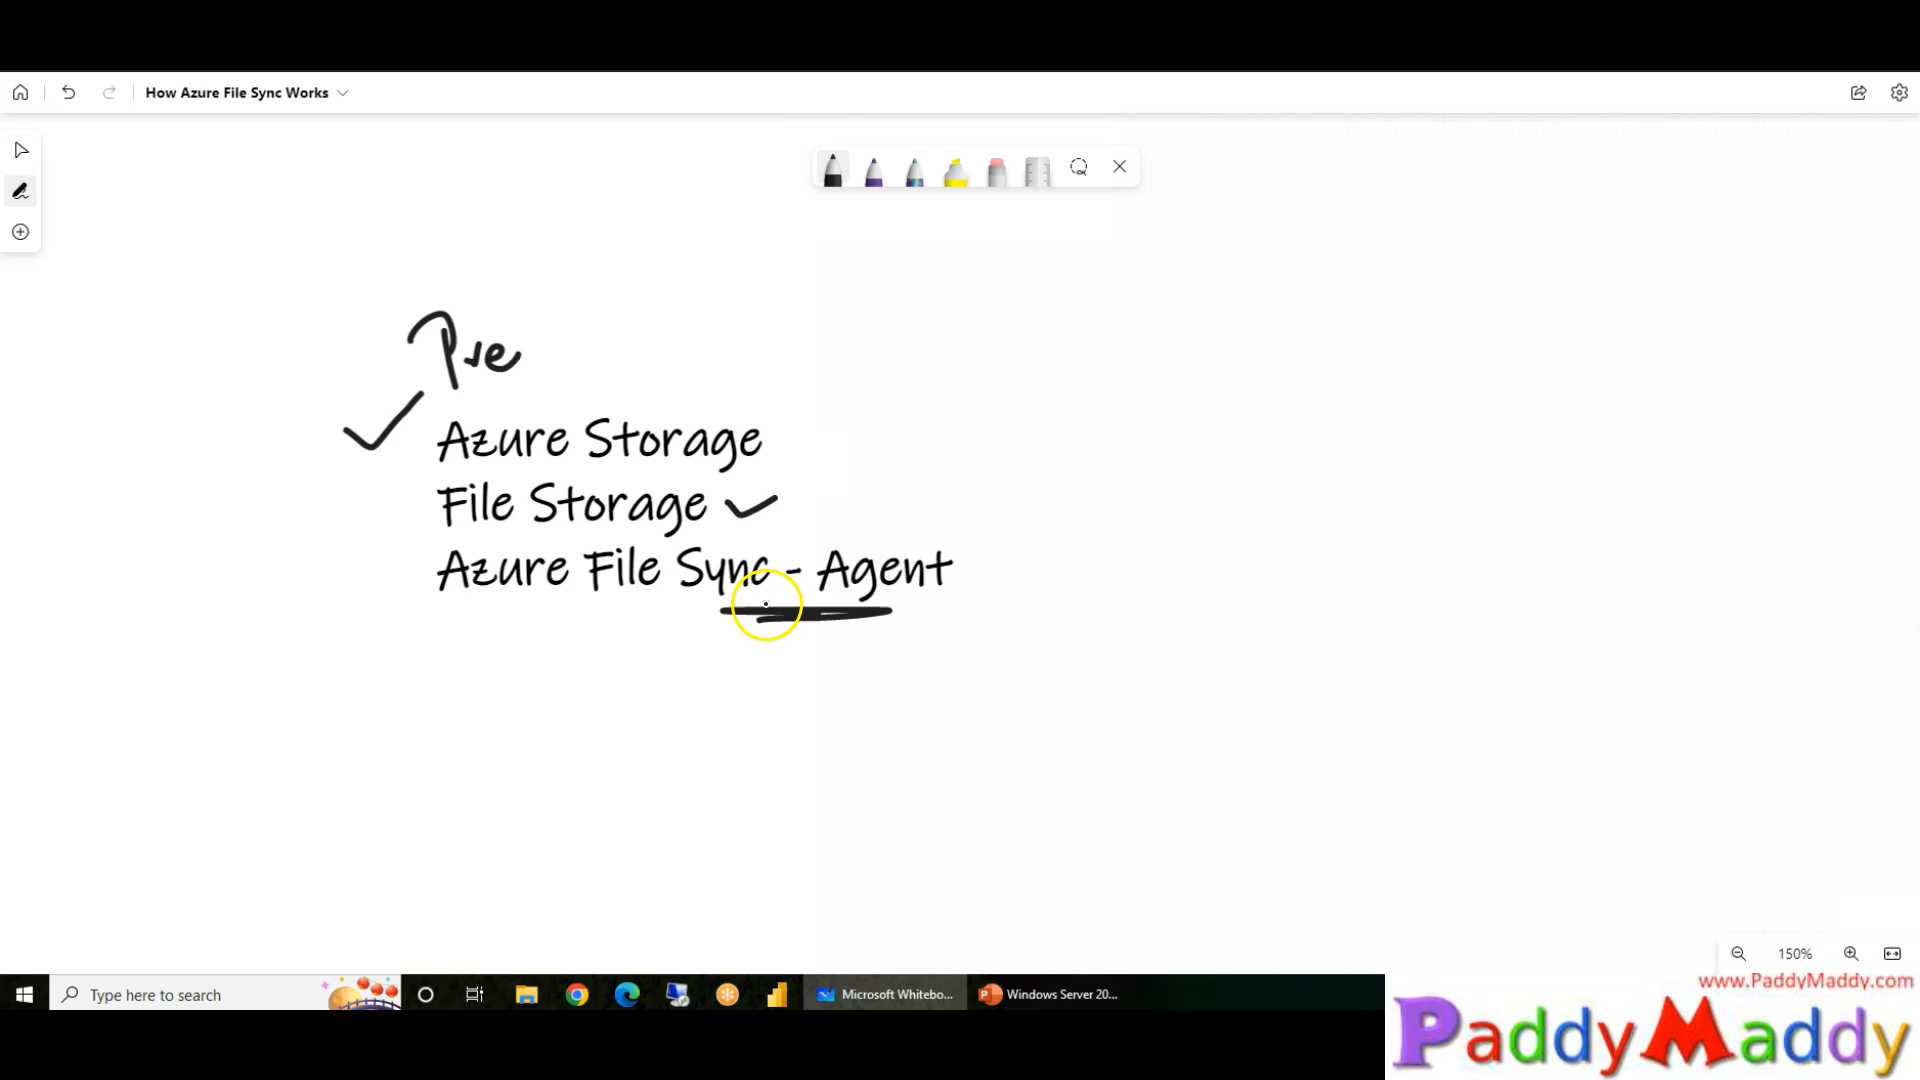 How Azure File Sync Works
Pre
Azure Storage
File Storage
Azure File Sync - Agent
150%
Type here to search
Microsoft Whitebo...
Windows Server 20...
www.PaddyMaddy.com
PaddyMaddy